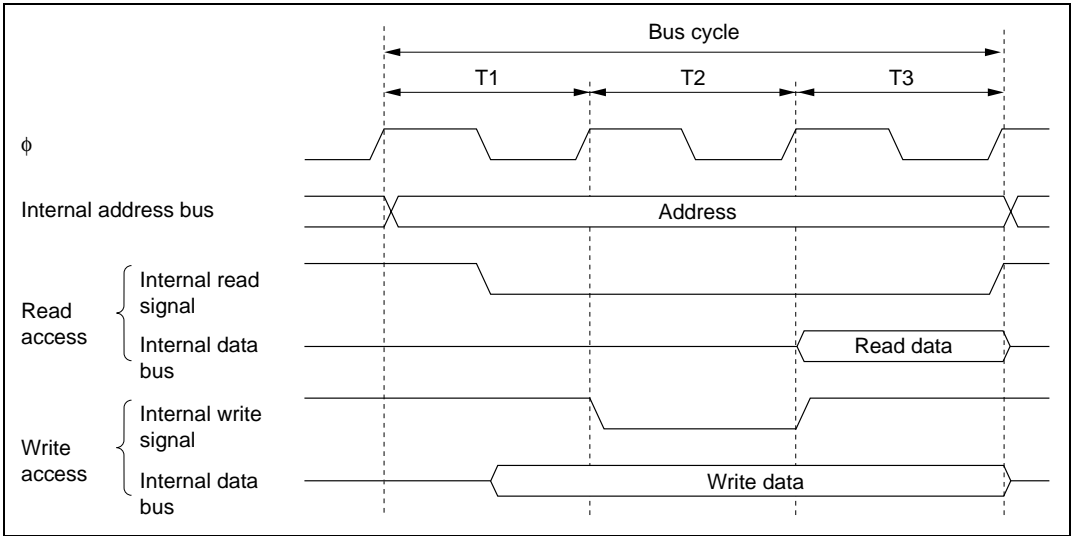 Bus cycle
T1 T2 T3
ϕ
Internal address bus Address
Read
access
Internal read
signal
Internal data
bus
Read data
Write
access
Internal write
signal
Internal data
bus
Write data